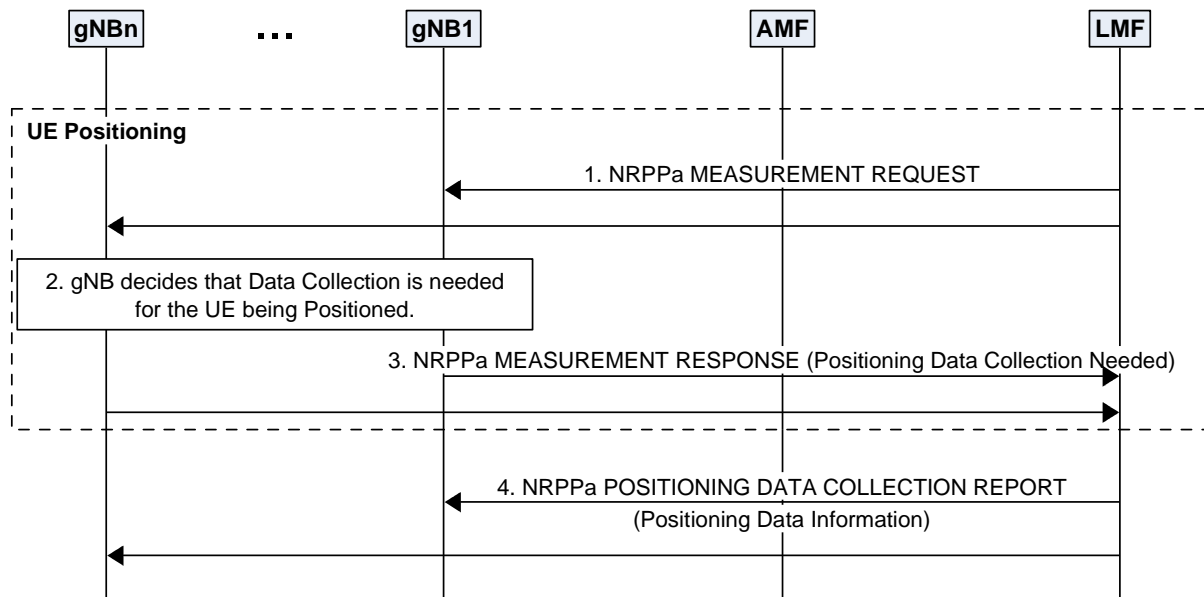 gNBn
...
gNB1
AMF
LMF
UE Positioning
1. NRPPa MEASUREMENT REQUEST
2. gNB decides that Data Collection is needed
for the UE being Positioned.
3. NRPPa MEASUREMENT RESPONSE (Positioning Data Collection Needed)
4. NRPPa POSITIONING DATA COLLECTION REPORT
(Positioning Data Information)